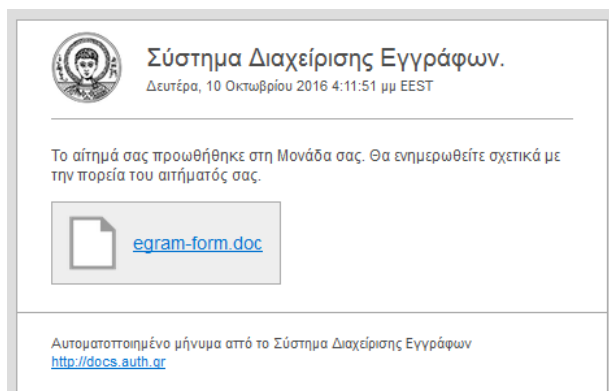 Σύστημα Διαχείρισης Εγγράφων.
Δευτέρα, 10 Οκτωβρίου 2016 4:11:51 μμ EEST
Το αίτημά σας προωθήθηκε στη Μονάδα σας. Θα ενημερωθείτε σχετικά με
την πορεία του αιτήματός σας.
egram-form.doc
Αυτοματοποιημένο μήνυμα από το Σύστημα Διαχείρισης Εγγράφων
http://docs.auth.gr